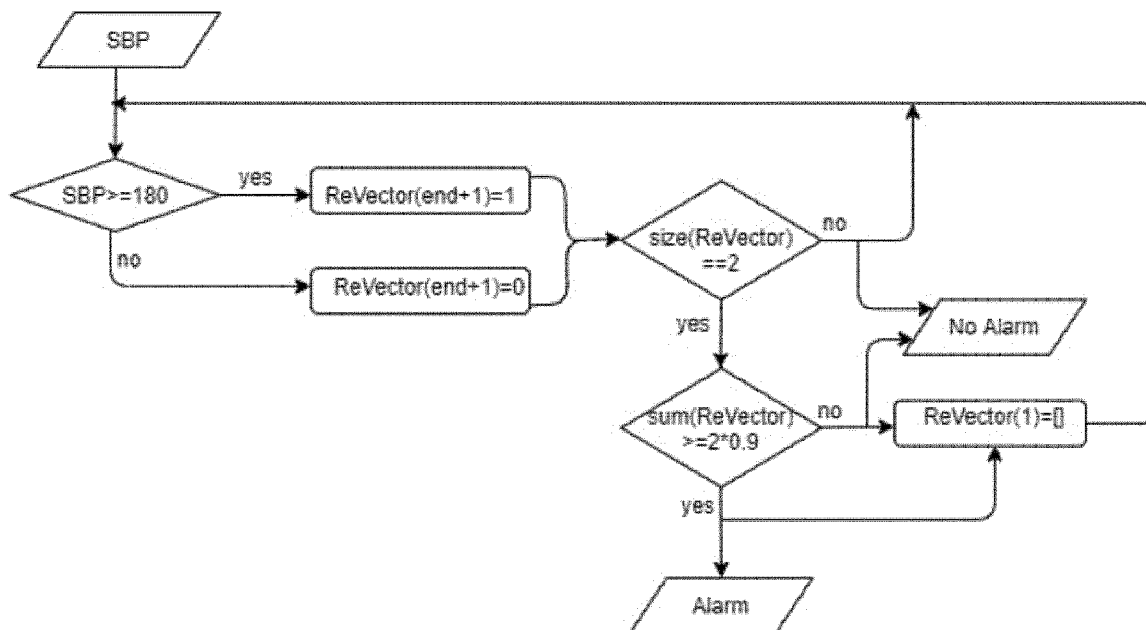 SBP
SBP>=180
yes
ReVector(end+1)=1
no
ReVector(end+1)=0
size(ReVector)
==2
no
yes
No Alarm
sum(ReVector)
>=2*0.9
no
ReVector(1)=[]
yes
Alarm